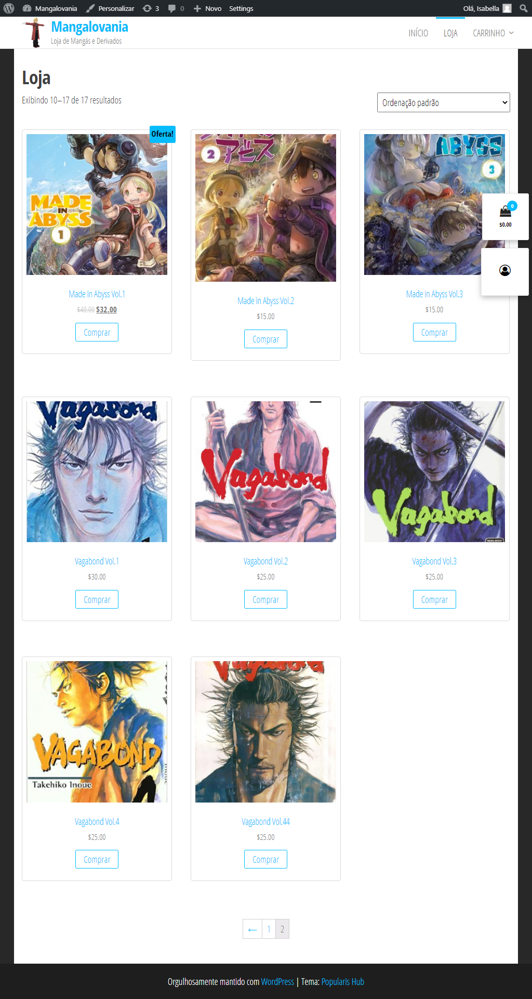 Mangalovania
Personalizar
3
0
Novo
Settings
Olá, Isabella
Mangalovania
Loja de Mangás e Derivados
INÍCIO
LOJA
CARRINHO
Loja
Exibindo 10–17 de 17 resultados
Ordenação padrão
Oferta!
MADE
IN
ABYSS
1
2
アビス
ABYSS
3
0
$0.00
Made in Abyss Vol.1
$40.00 $32.00
Comprar
Made in Abyss Vol.2
$15.00
Comprar
Made in Abyss Vol.3
$15.00
Comprar
Vagabond
Vagabond
Vagabond
Vagabond Vol.1
$30.00
Comprar
Vagabond Vol.2
$25.00
Comprar
Vagabond Vol.3
$25.00
Comprar
VAGABOND
Takehiko Inoue
Vagabond
Vagabond Vol.4
$25.00
Comprar
Vagabond Vol.44
$25.00
Comprar
← 1 2
Orgulhosamente mantido com WordPress | Tema: Popularis Hub